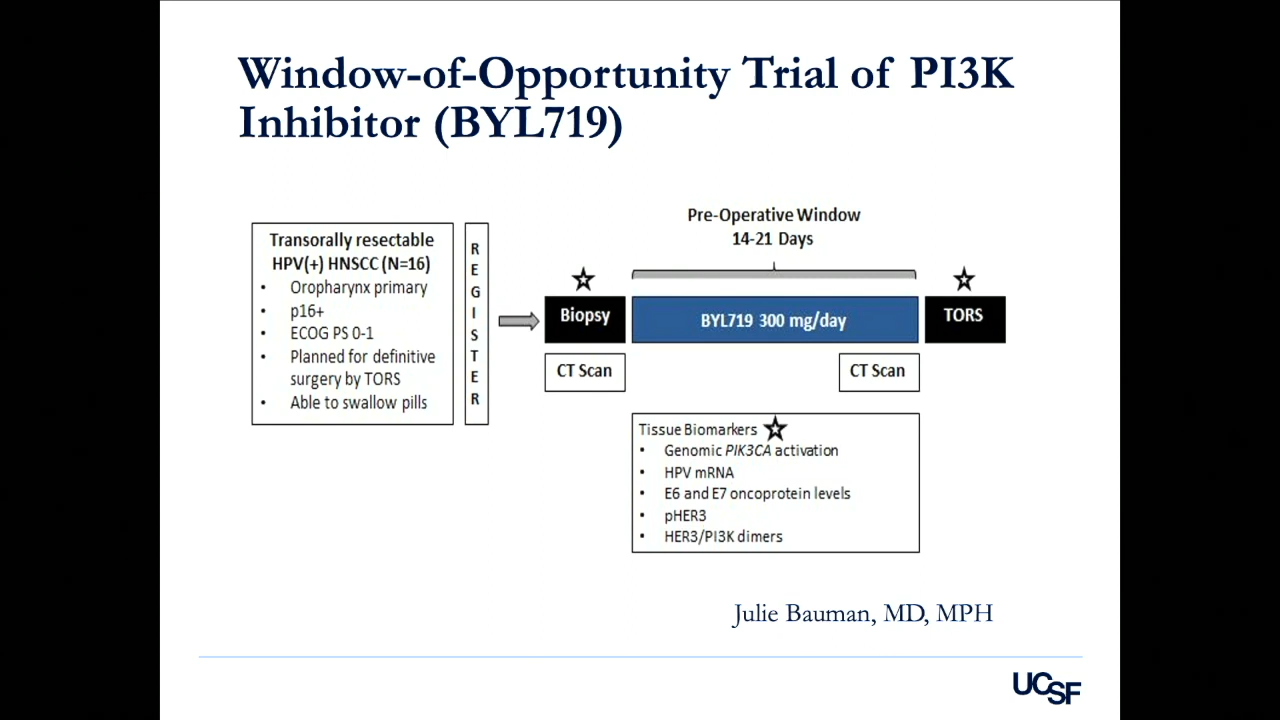 Window-of-Opportunity Trial of PI3K
Inhibitor (BYL719)
Transorally resectable
HPV(+) HNSCC (N=16)
• Oropharynx primary
• p16+
• ECOG PS 0-1
• Planned for definitive
surgery by TORS
• Able to swallow pills
REGISTER
Pre-Operative Window
14-21 Days
Biopsy
BYL719 300 mg/day
TORS
CT Scan
CT Scan
Tissue Biomarkers
• Genomic PIK3CA activation
• HPV mRNA
• E6 and E7 oncoprotein levels
• pHER3
• HER3/PI3K dimers
Julie Bauman, MD, MPH
UCSF